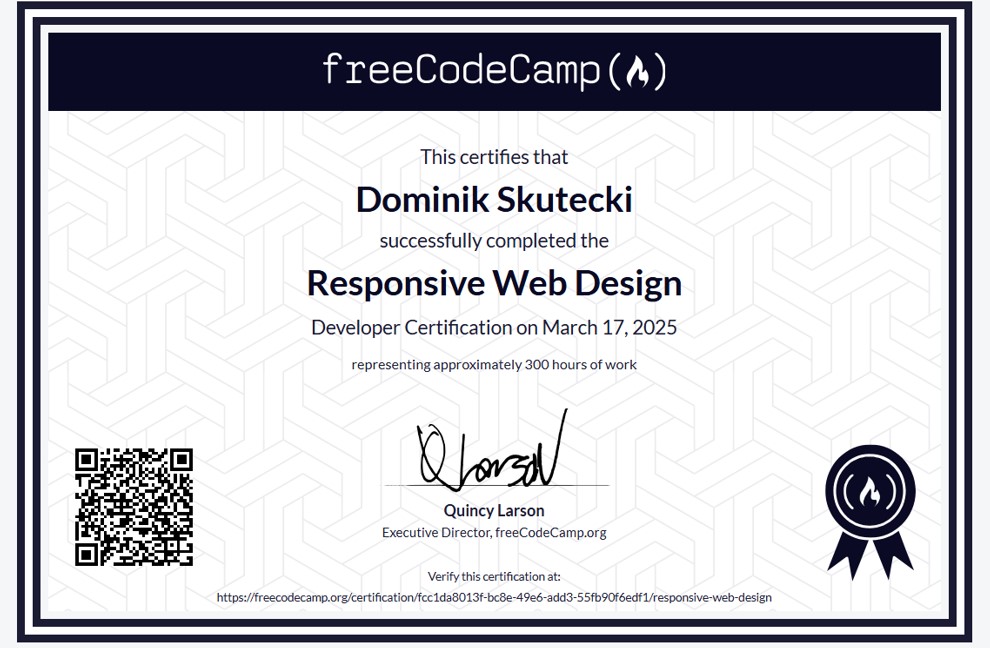 freeCodeCamp
This certifies that
Dominik Skutecki
successfully completed the
Responsive Web Design
Developer Certification on March 17, 2025
representing approximately 300 hours of work
Quincy Larson
Executive Director, freeCodeCamp.org
Verify this certification at:
https://freecodecamp.org/certification/fcc1da8013f-bc8e-49e6-add3-55fb90f6edf1/responsive-web-design